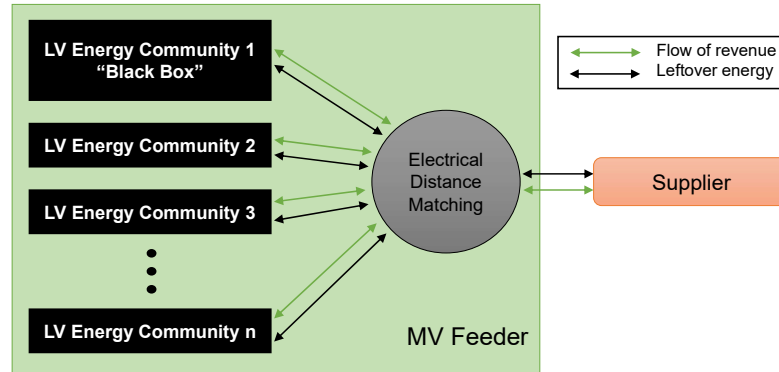 LV Energy Community 1
“Black Box”
LV Energy Community 2
LV Energy Community 3
LV Energy Community n
Electrical
Distance
Matching
MV Feeder
Flow of revenue
Leftover energy
Supplier